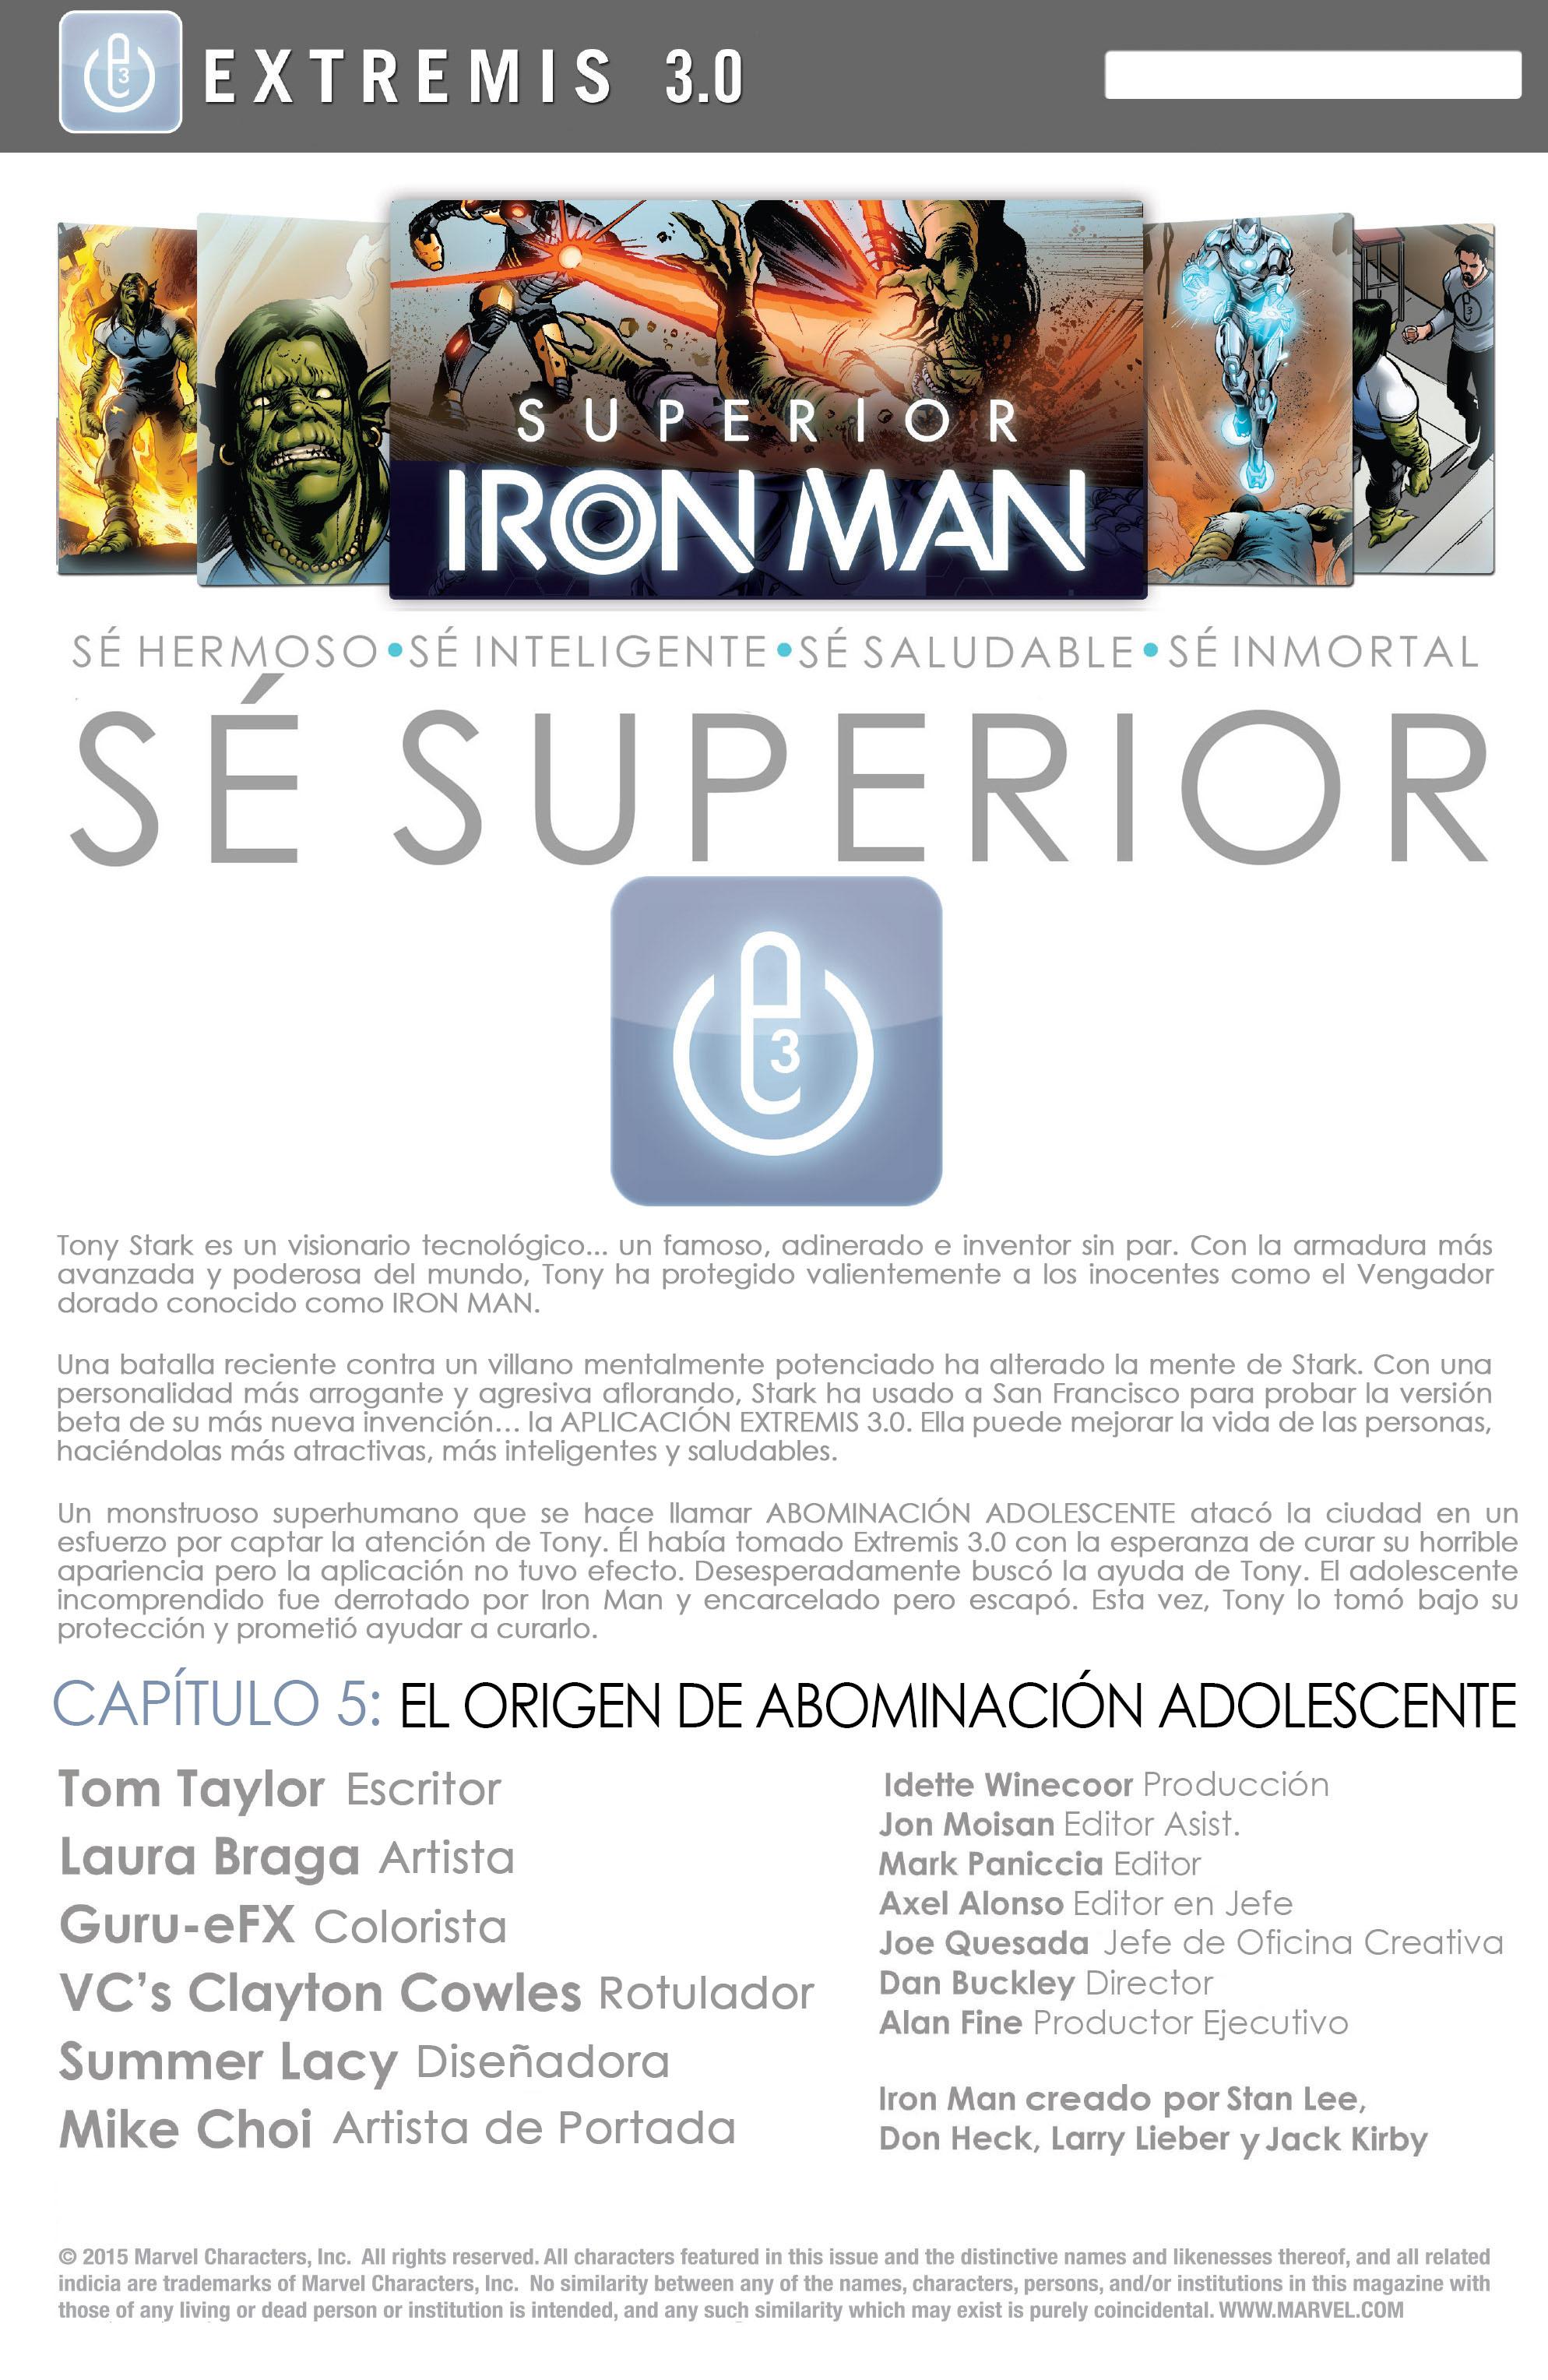 3
EXTREMIS 3.0
SUPERIOR
IRON MAN
SÉ HERMOSO•SÉ INTELIGENTE•SÉ SALUDABLE•SÉ INMORTAL
SÉ SUPERIOR
3
Tony Stark es un visionario tecnológico... un famoso, adinerado e inventor sin par. Con la armadura más
avanzada y poderosa del mundo, Tony ha protegido valientemente a los inocentes como el Vengador
dorado conocido como IRON MAN.
Una batalla reciente contra un villano mentalmente potenciado ha alterado la mente de Stark. Con una
personalidad más arrogante y agresiva aflorando, Stark ha usado a San Francisco para probar la versión
beta de su más nueva invención... la APLICACIÓN EXTREMIS 3.0. Ella puede mejorar la vida de las personas,
haciéndolas más atractivas, más inteligentes y saludables.
Un monstruoso superhumano que se hace llamar ABOMINACIÓN ADOLESCENTE atacó la ciudad en un
esfuerzo por captar la atención de Tony. Él había tomado Extremis 3.0 con la esperanza de curar su horrible
apariencia pero la aplicación no tuvo efecto. Desesperadamente buscó la ayuda de Tony. El adolescente
incomprendido fue derrotado por Iron Man y encarcelado pero escapó. Esta vez, Tony lo tomó bajo su
protección y prometió ayudar a curarlo.
CAPÍTULO 5: EL ORIGEN DE ABOMINACIÓN ADOLESCENTE
Tom Taylor Escritor
Laura Braga Artista
Guru-eFX Colorista
VC's Clayton Cowles Rotulador
Summer Lacy Diseñadora
Mike Choi Artista de Portada
Idette Winecoor Producción
Jon Moisan Editor Asist.
Mark Paniccia Editor
Axel Alonso Editor en Jefe
Joe Quesada Jefe de Oficina Creativa
Dan Buckley Director
Alan Fine Productor Ejecutivo
Iron Man creado por Stan Lee,
Don Heck, Larry Lieber y Jack Kirby
© 2015 Marvel Characters, Inc. All rights reserved. All characters featured in this issue and the distinctive names and likenesses thereof, and all related
indicia are trademarks of Marvel Characters, Inc. No similarity between any of the names, characters, persons, and/or institutions in this magazine with
those of any living or dead person or institution is intended, and any such similarity which may exist is purely coincidental. WWW.MARVEL.COM